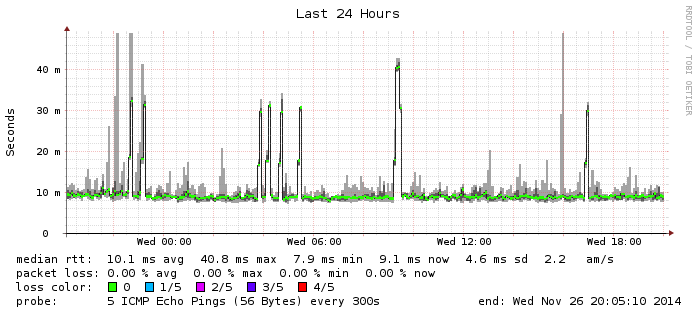 Last 24 Hours
RRDTOOL / TOBI OETIKER
Seconds
40 m
30 m
20 m
10 m
0
Wed 00:00 Wed 06:00 Wed 12:00 Wed 18:00
median rtt: 10.1 ms avg 40.8 ms max 7.9 ms min 9.1 ms now 4.6 ms sd 2.2 am/s
packet loss: 0.00 % avg 0.00 % max 0.00 % min 0.00 % now
loss color: 0 1/5 2/5 3/5 4/5
probe: 5 ICMP Echo Pings (56 Bytes) every 300s end: Wed Nov 26 20:05:10 2014